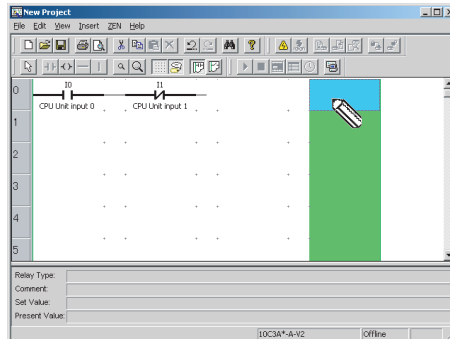 New Project
File Edit View Insert ZEN Help
0
I0
I1
CPU Unit input 0
CPU Unit input 1
1
2
3
4
5
Relay Type:
Comment:
Set Value:
Present Value:
10C3A*-A-V2
Offline